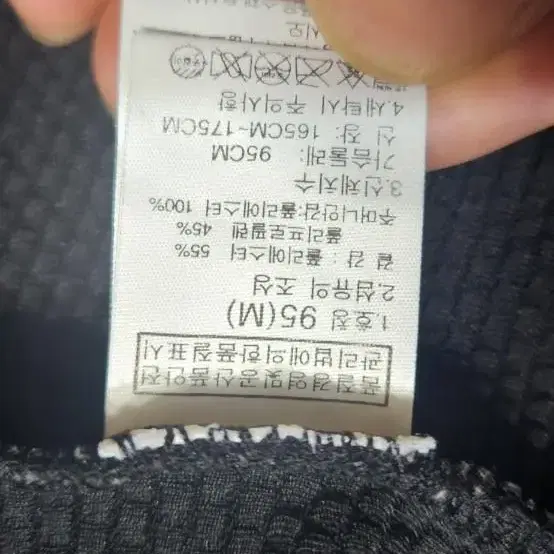 품질경영및공산품안전
관리법에의한품질표시
1.호칭 95(M)
2.섬유의 조성
겉 감 : 폴리에스터 55%
폴리프로필렌 45%
주머니안감:폴리에스터 100%
3.신체치수
가슴둘레: 95CM
신 장: 165CM~175CM
4.세탁시 주의사항
시오